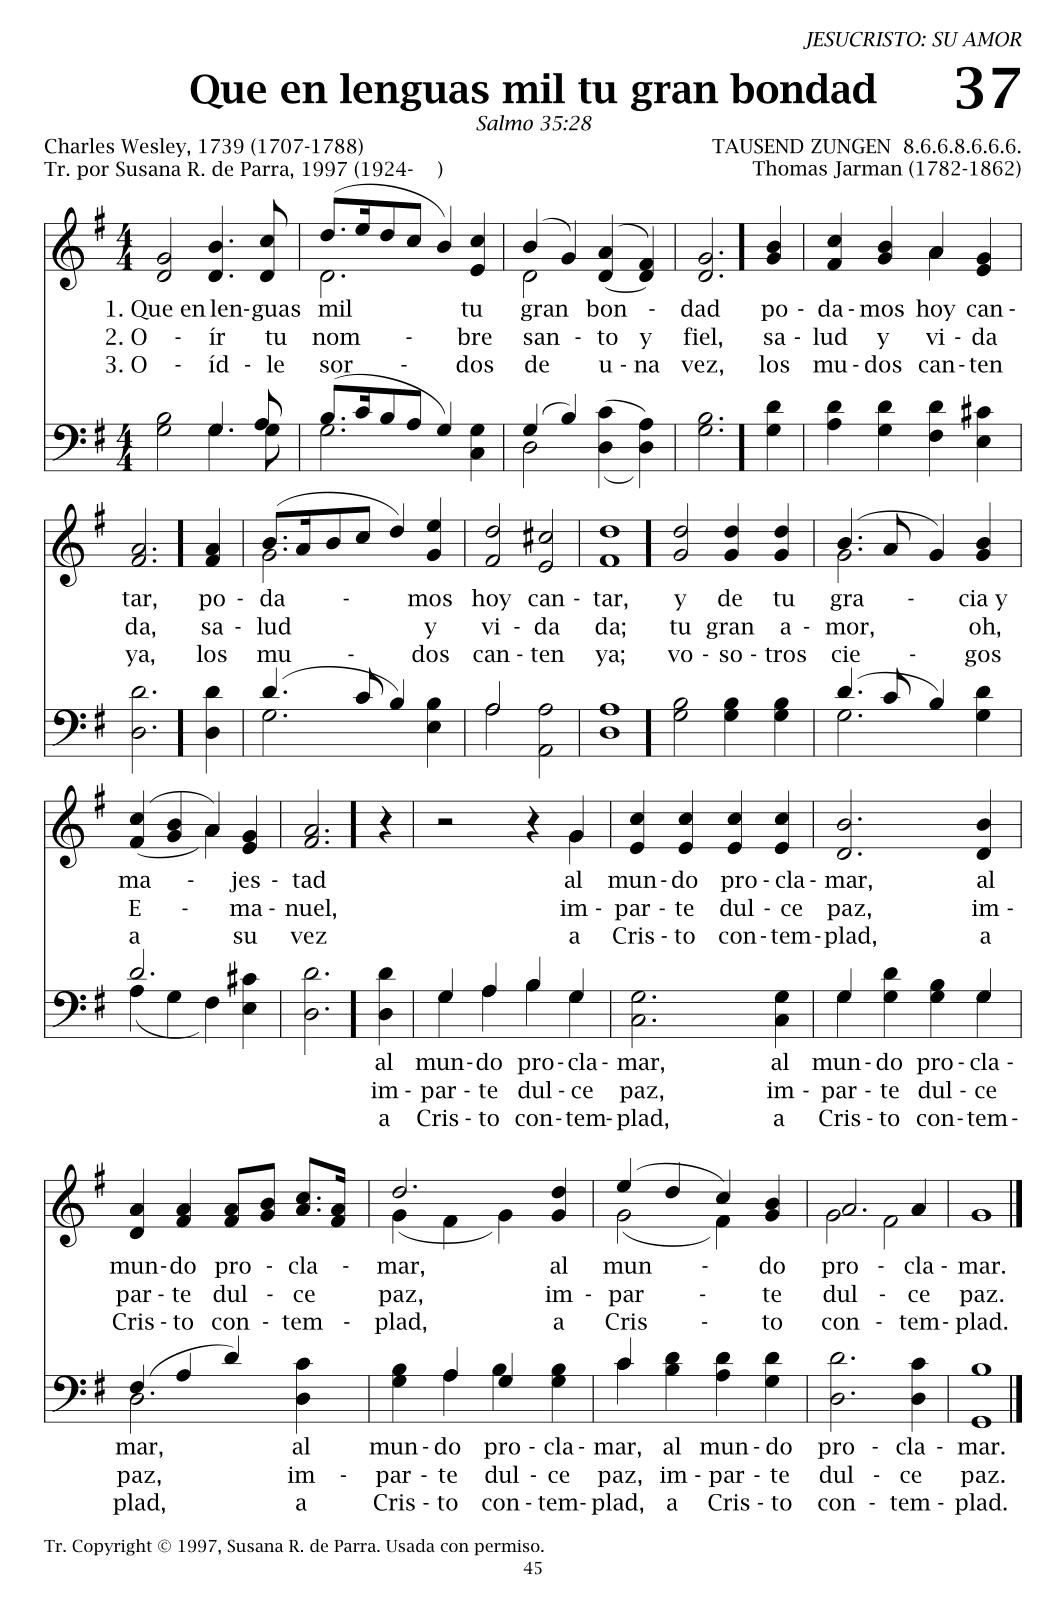 JESUCRISTO: SU AMOR
Que en lenguas mil tu gran bondad 37
Salmo 35:28
Charles Wesley, 1739 (1707-1788) TAUSEND ZUNGEN 8.6.6.8.6.6.6.
Tr. por Susana R. de Parra, 1997 (1924- ) Thomas Jarman (1782-1862)
1. Que en len-guas mil tu gran bon - dad po - da - mos hoy can -
2. O - ír tu nom - bre san - to y fiel, sa - lud y vi - da
3. O - íd - le sor - dos de u - na vez, los mu - dos can - ten
tar, po - da - mos hoy can - tar, y de tu gra - cia y
da, sa - lud y vi - da da; tu gran a - mor, oh,
ya, los mu - dos can - ten ya; vo - so - tros cie - gos
ma - jes - tad al mun - do pro - cla - mar, al
E - ma - nuel, im - par - te dul - ce paz, im -
a su vez a Cris - to con - tem - plad, a
al mun - do pro - cla - mar, al mun - do pro - cla -
im - par - te dul - ce paz, im - par - te dul - ce
a Cris - to con - tem - plad, a Cris - to con - tem -
mun - do pro - cla - mar, al mun - do pro - cla - mar.
par - te dul - ce paz, im - par - te dul - ce paz.
Cris - to con - tem - plad, a Cris - to con - tem - plad.
mar, al mun - do pro - cla - mar, al mun - do pro - cla - mar.
paz, im - par - te dul - ce paz, im - par - te dul - ce paz.
plad, a Cris - to con - tem - plad, a Cris - to con - tem - plad.
Tr. Copyright © 1997, Susana R. de Parra. Usada con permiso.
45